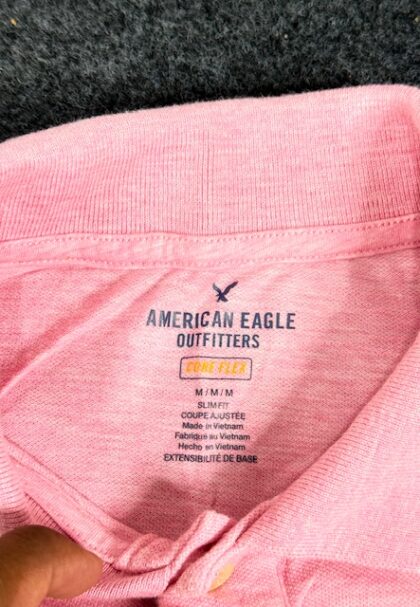 AMERICAN EAGLE
OUTFITTERS
CORE FLEX
M / M / M
SLIM FIT
COUPE AJUSTÉE
Made in Vietnam
Fabriqué au Vietnam
Hecho en Vietnam
EXTENSIBILITÉ DE BASE